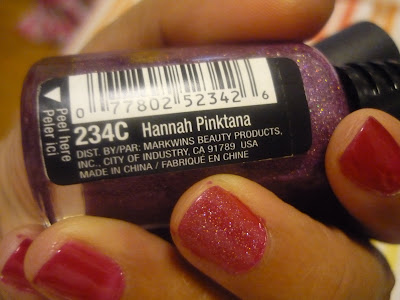 0 77802 52342 6
Peel here
Peler ici
234C Hannah Pinktana
DIST. BY/PAR: MARKWINS BEAUTY PRODUCTS,
INC., CITY OF INDUSTRY, CA 91789 USA
MADE IN CHINA / FABRIQUÉ EN CHINE